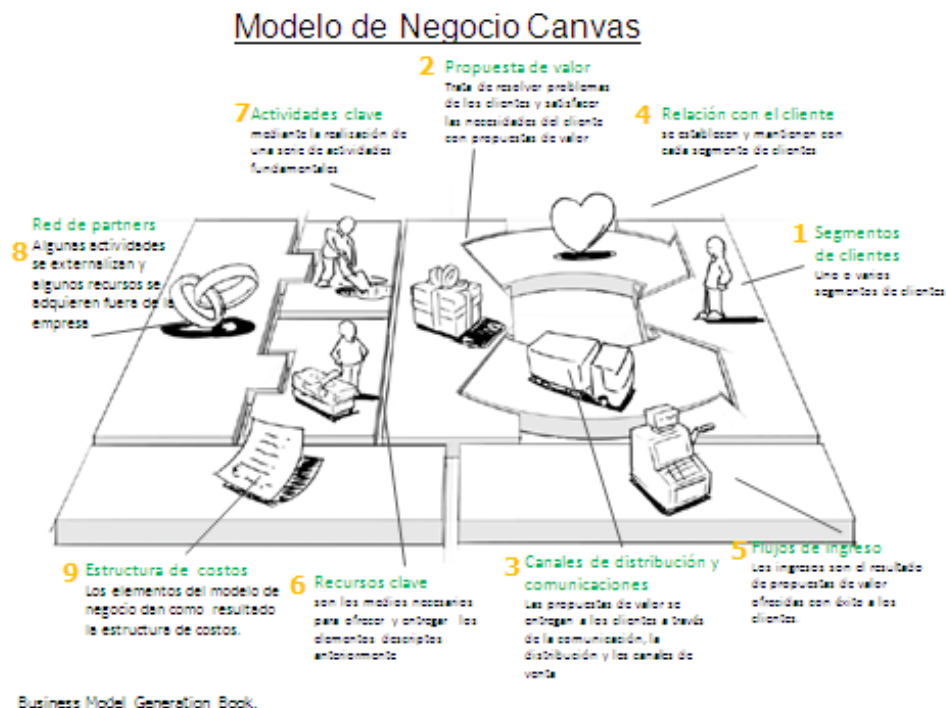 Modelo de Negocio Canvas
2 Propuesta de valor
Trata de resolver problemas
de los clientes y satisfacer
las necesidades del cliente
con propuestas de valor
7 Actividades clave
mediante la realización de
una serie de actividades
fundamentales
4 Relación con el cliente
se establecen y mantienen con
cada segmento de clientes
Red de partners
8 Algunas actividades
se externalizan y
algunos recursos se
adquieren fuera de la
empresa
1 Segmentos
de clientes
Uno o varios
segmentos de clientes
9 Estructura de costos
Los elementos del modelo de
negocio dan como resultado
la estructura de costos.
6 Recursos clave
son los medios necesarios
para ofrecer y entregar los
elementos descriptos
anteriormente
3 Canales de distribución y
comunicaciones
Las propuestas de valor se
entregan a los clientes a través
de la comunicación, la
distribución y los canales de
venta
5 Flujos de ingreso
Los ingresos son el resultado
de propuestas de valor
ofrecidas con éxito a los
clientes.
Business Model Generation Book.